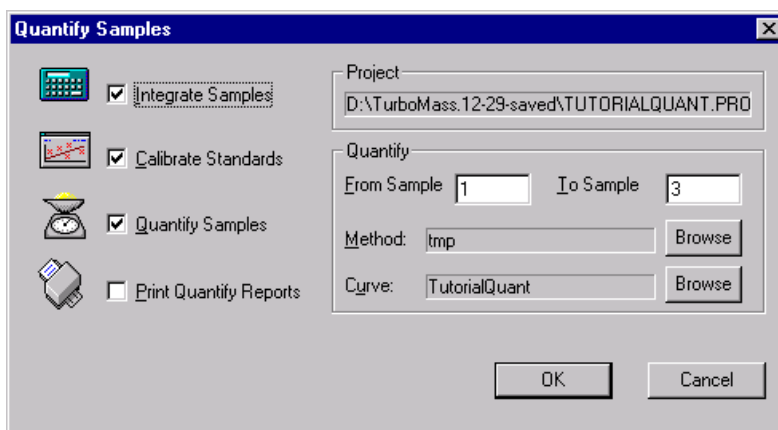 Quantify Samples
Integrate Samples
Calibrate Standards
Quantify Samples
Print Quantify Reports
Project
D:\TurboMass.12-29-saved\TUTORIALQUANT.PRO
Quantify
From Sample 1 To Sample 3
Method: tmp Browse
Curve: TutorialQuant Browse
OK Cancel